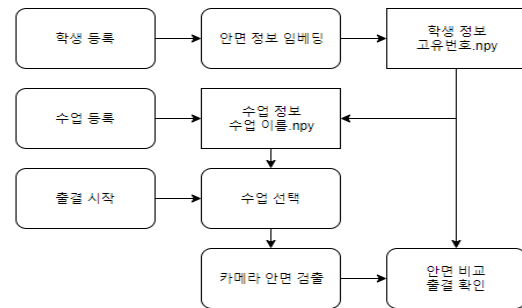 학생 등록
안면 정보 임베딩
학생 정보
고유번호.npy
수업 등록
수업 정보
수업 이름.npy
출결 시작
수업 선택
카메라 안면 검출
안면 비교
출결 확인